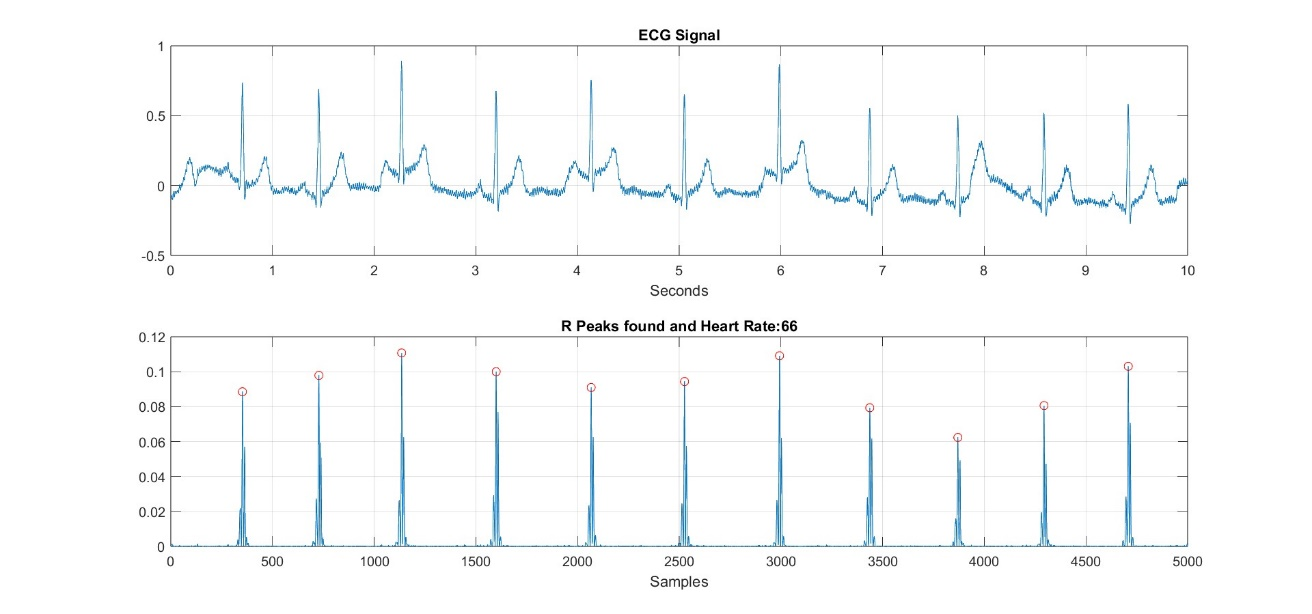 ECG Signal
1
0.5
0
-0.5
0 1 2 3 4 5 6 7 8 9 10
Seconds
R Peaks found and Heart Rate:66
0.12
0.1
0.08
0.06
0.04
0.02
0
0 500 1000 1500 2000 2500 3000 3500 4000 4500 5000
Samples